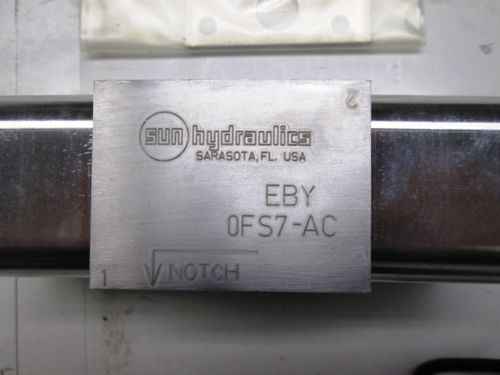 2
sun hydraulics
SARASOTA, FL. USA
EBY
0FS7-AC
1 NOTCH